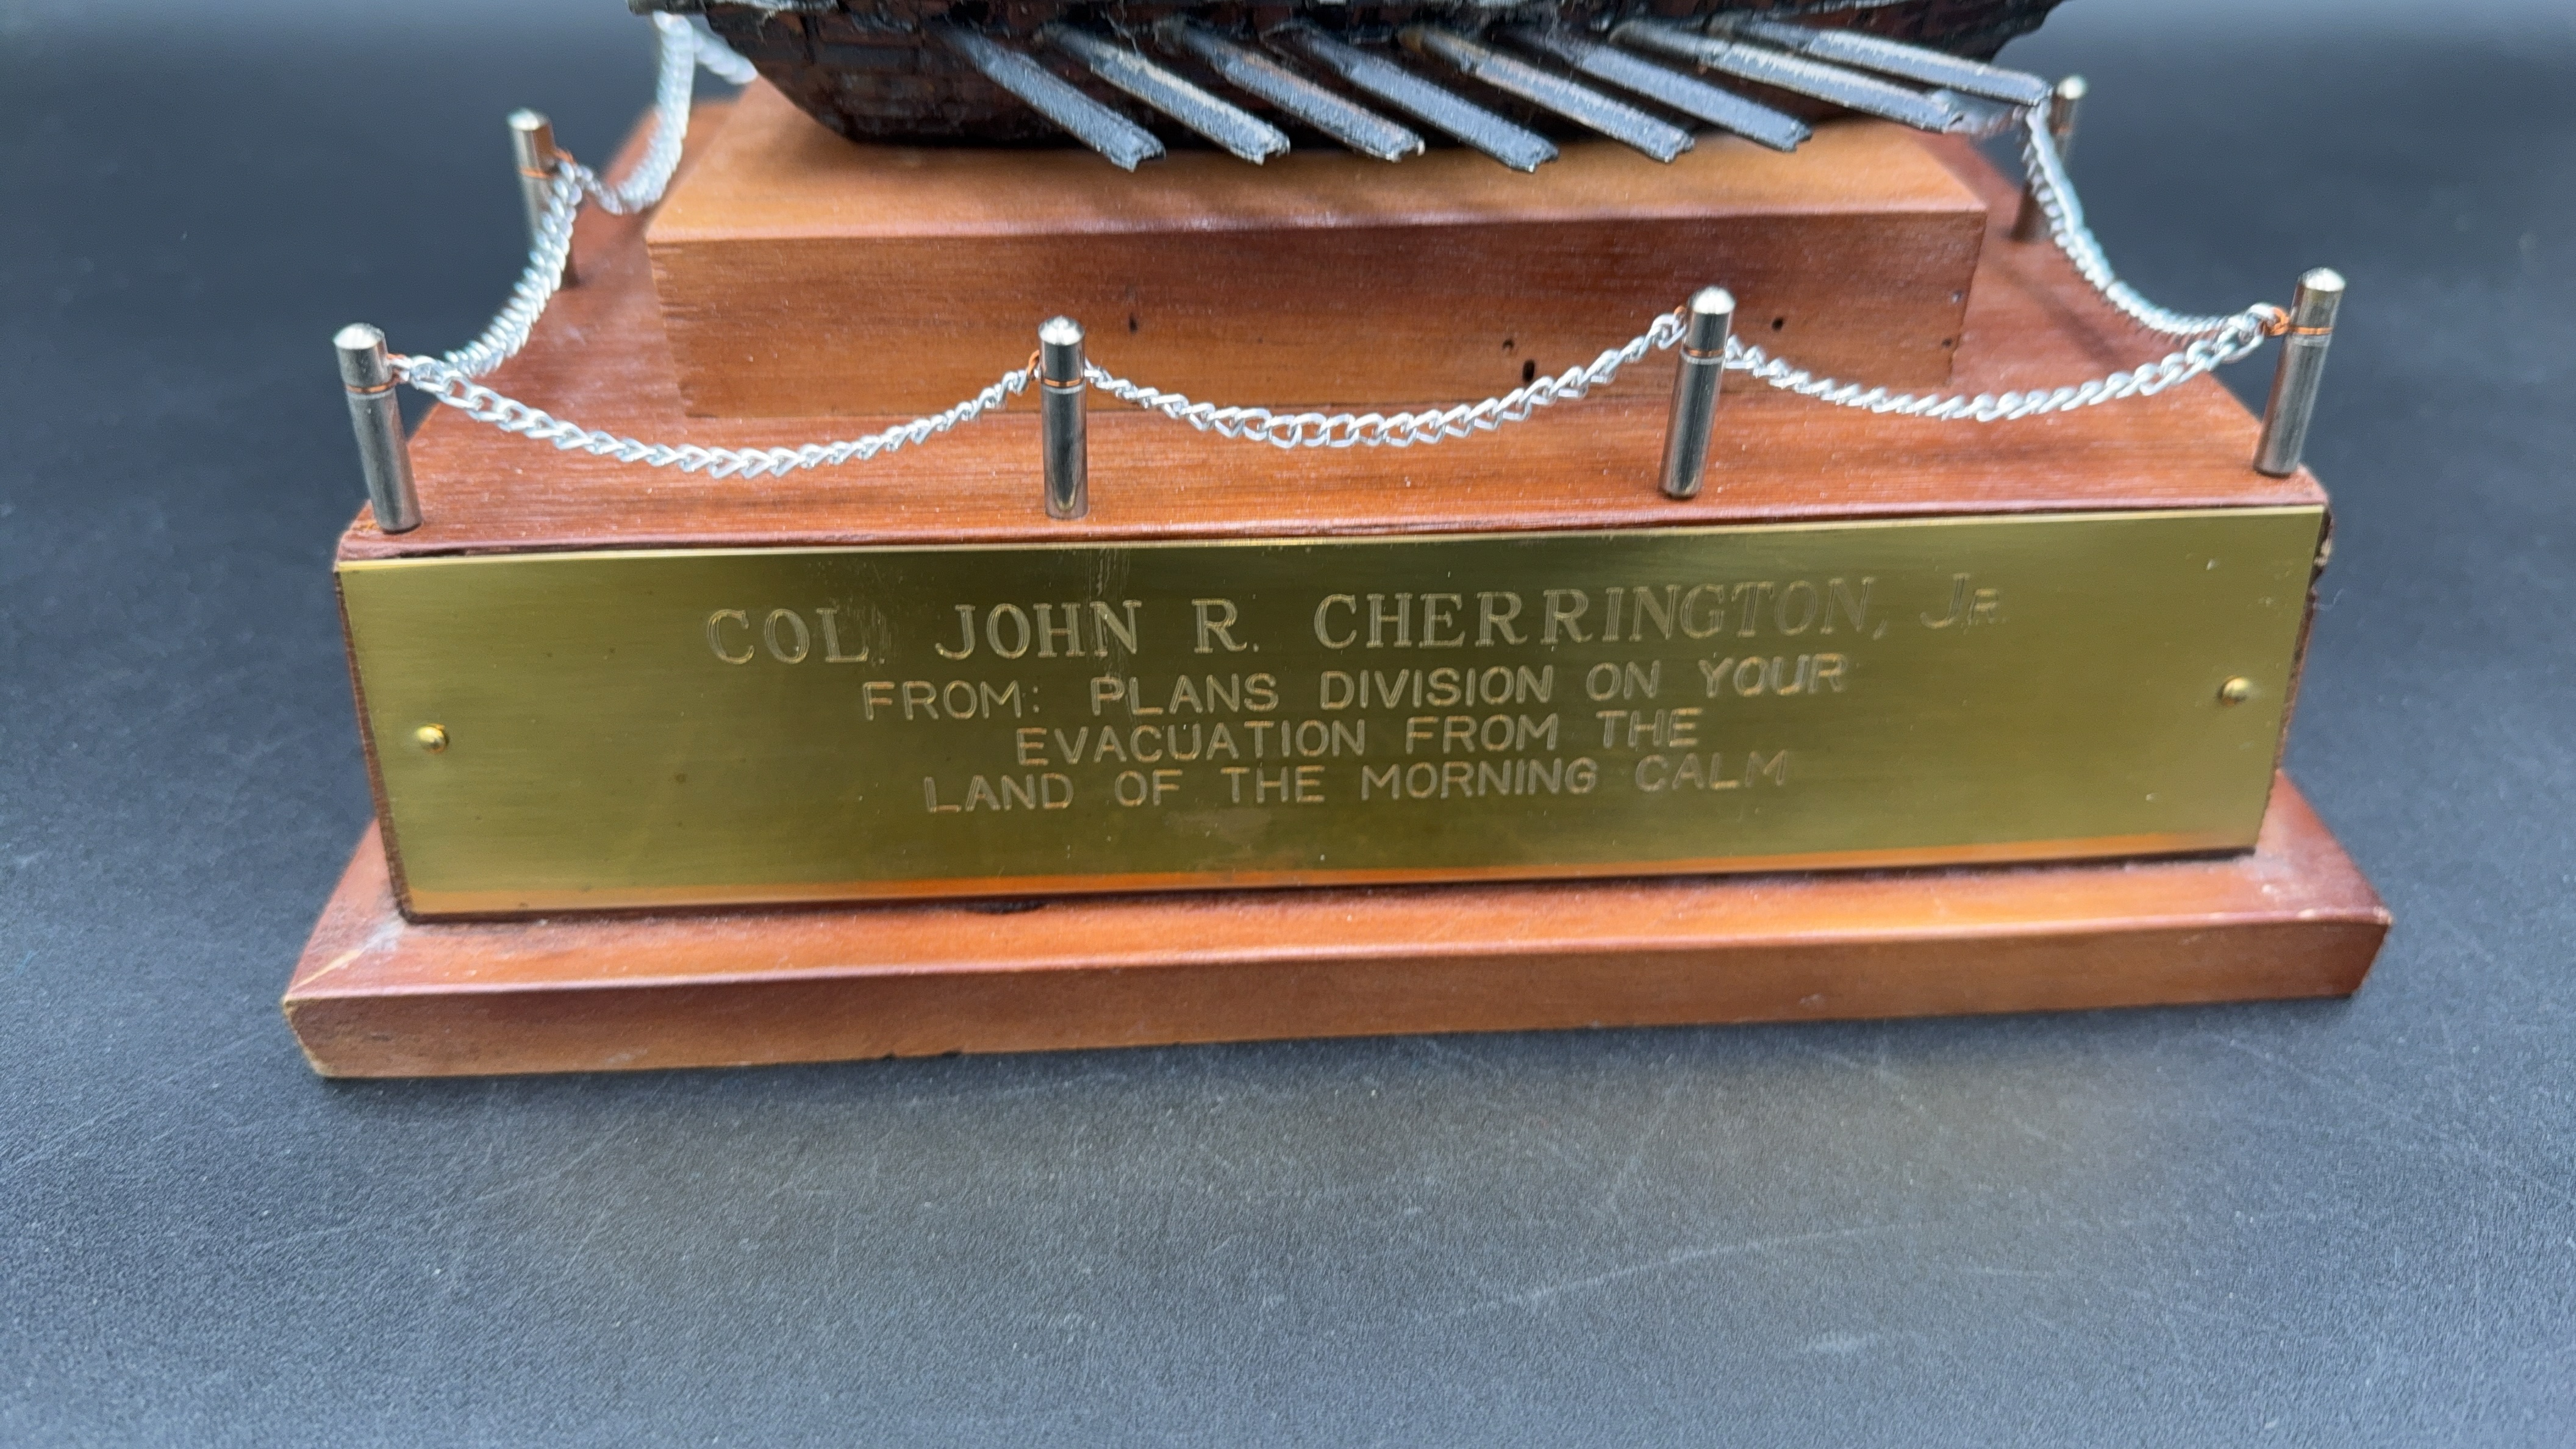 COL. JOHN R. CHERRINGTON, JR.
FROM: PLANS DIVISION ON YOUR
EVACUATION FROM THE
LAND OF THE MORNING CALM